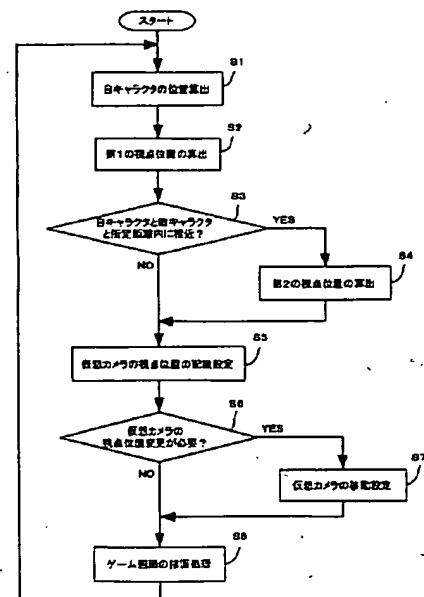 スタート
S1
自キャラクタの位置算出
S2
第1の視点位置の算出
S3
自キャラクタと敵キャラクタ
と所定距離内に接近？
YES
NO
S4
第2の視点位置の算出
S5
仮想カメラの視点位置の配置設定
S6
仮想カメラの
視点位置変更が必要？
YES
NO
S7
仮想カメラの移動設定
S8
ゲーム画面の描画処理